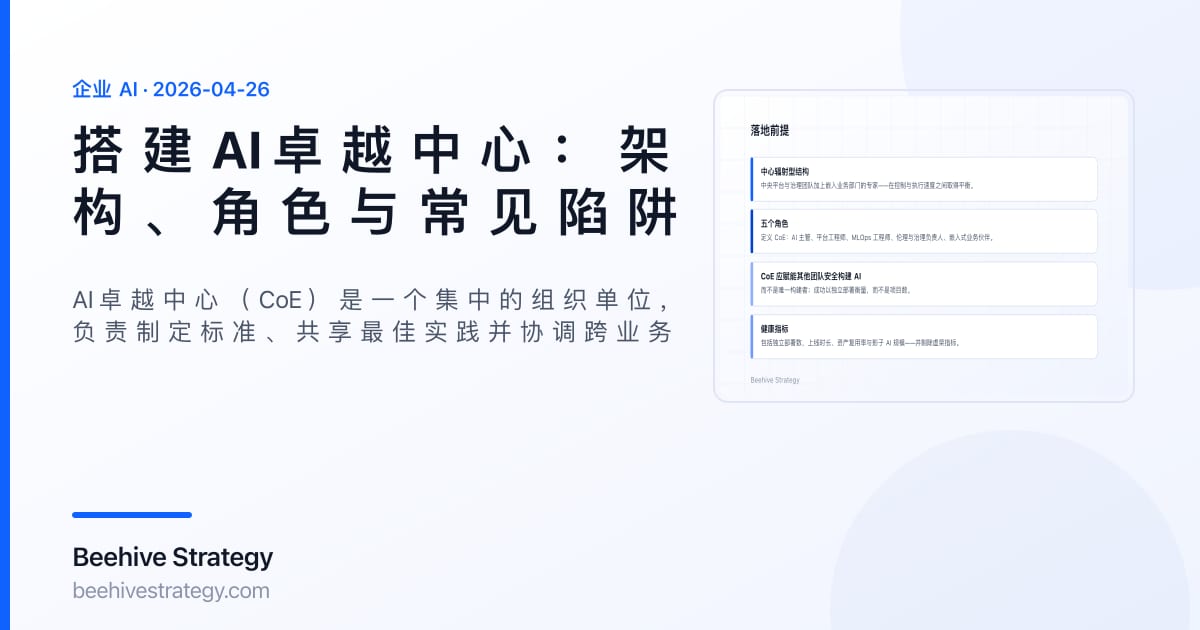 企业 AI · 2026-04-26
搭建AI卓越中心：架
构、角色与常见陷阱
AI卓越中心（CoE）是一个集中的组织单位，
负责制定标准、共享最佳实践并协调跨业务
落地前提
中心辐射型结构
中央平台与治理团队加上嵌入业务部门的专家——在控制与执行速度之间取得平衡。
五个角色
定义 CoE：AI 主管、平台工程师、MLOps 工程师、伦理与治理负责人、嵌入式业务伙伴。
CoE 应赋能其他团队安全构建 AI
而不是唯一构建者：成功以独立部署衡量，而不是项目数。
健康指标
包括独立部署数、上线时长、资产复用率与影子 AI 规模——并剔除虚荣指标。
Beehive Strategy
Beehive Strategy
beehivestrategy.com